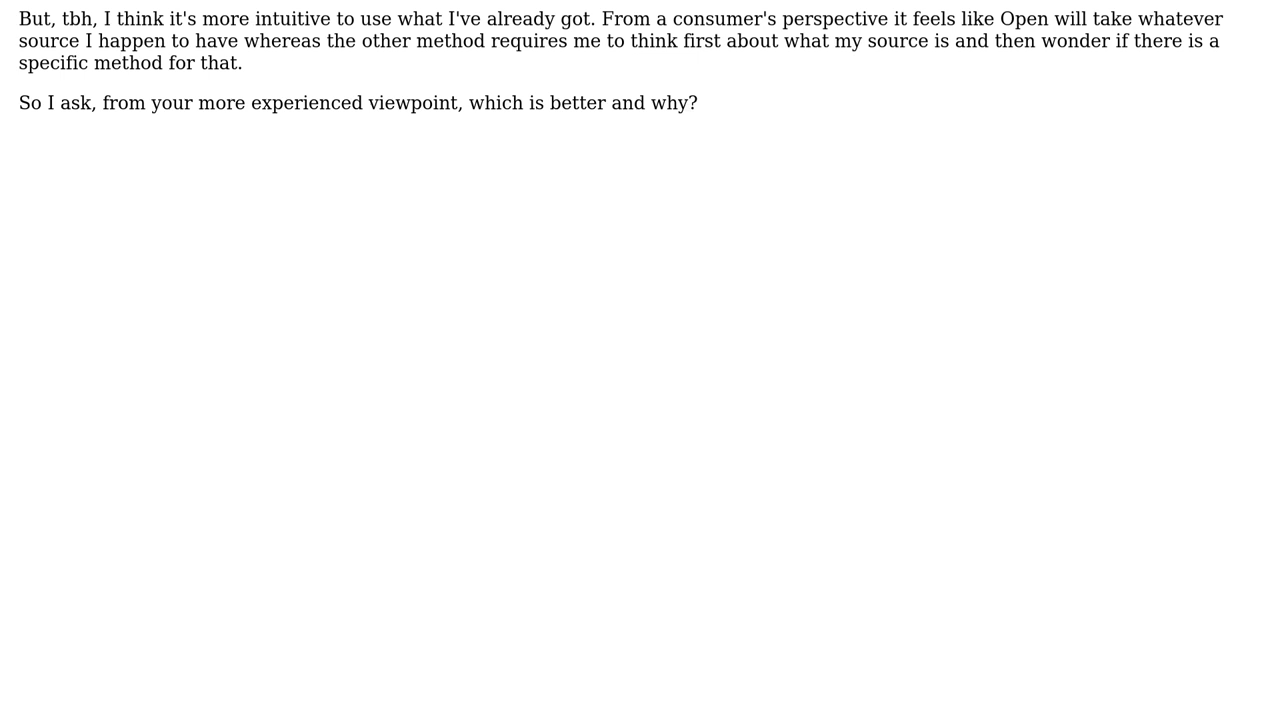 But, tbh, I think it's more intuitive to use what I've already got. From a consumer's perspective it feels like Open will take whatever
source I happen to have whereas the other method requires me to think first about what my source is and then wonder if there is a
specific method for that.
So I ask, from your more experienced viewpoint, which is better and why?